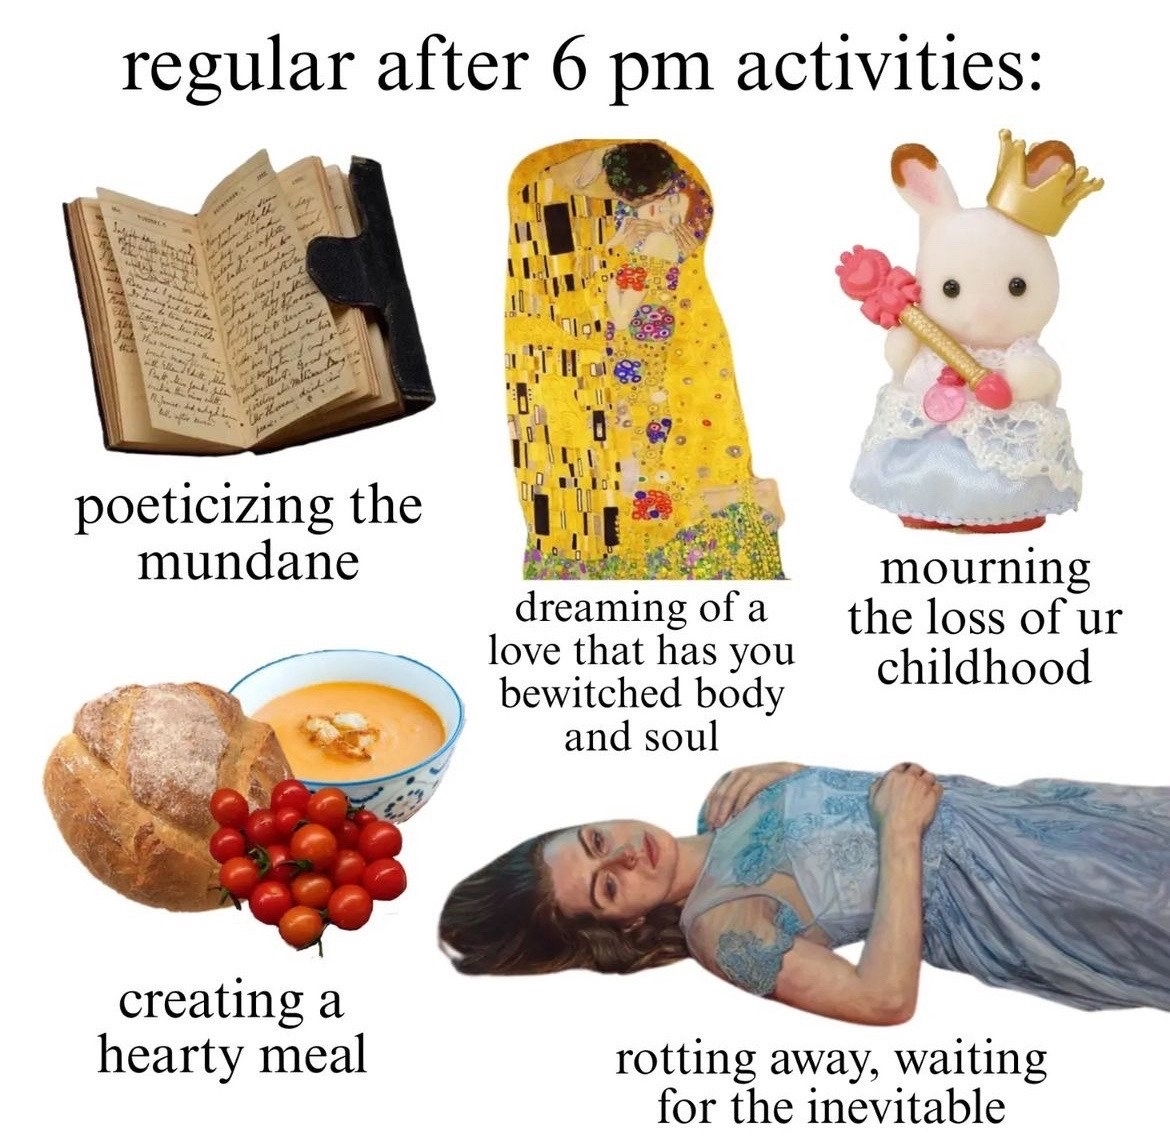 regular after 6 pm activities:
poeticizing the
mundane
dreaming of a
love that has you
bewitched body
and soul
mourning
the loss of ur
childhood
creating a
hearty meal
rotting away, waiting
for the inevitable